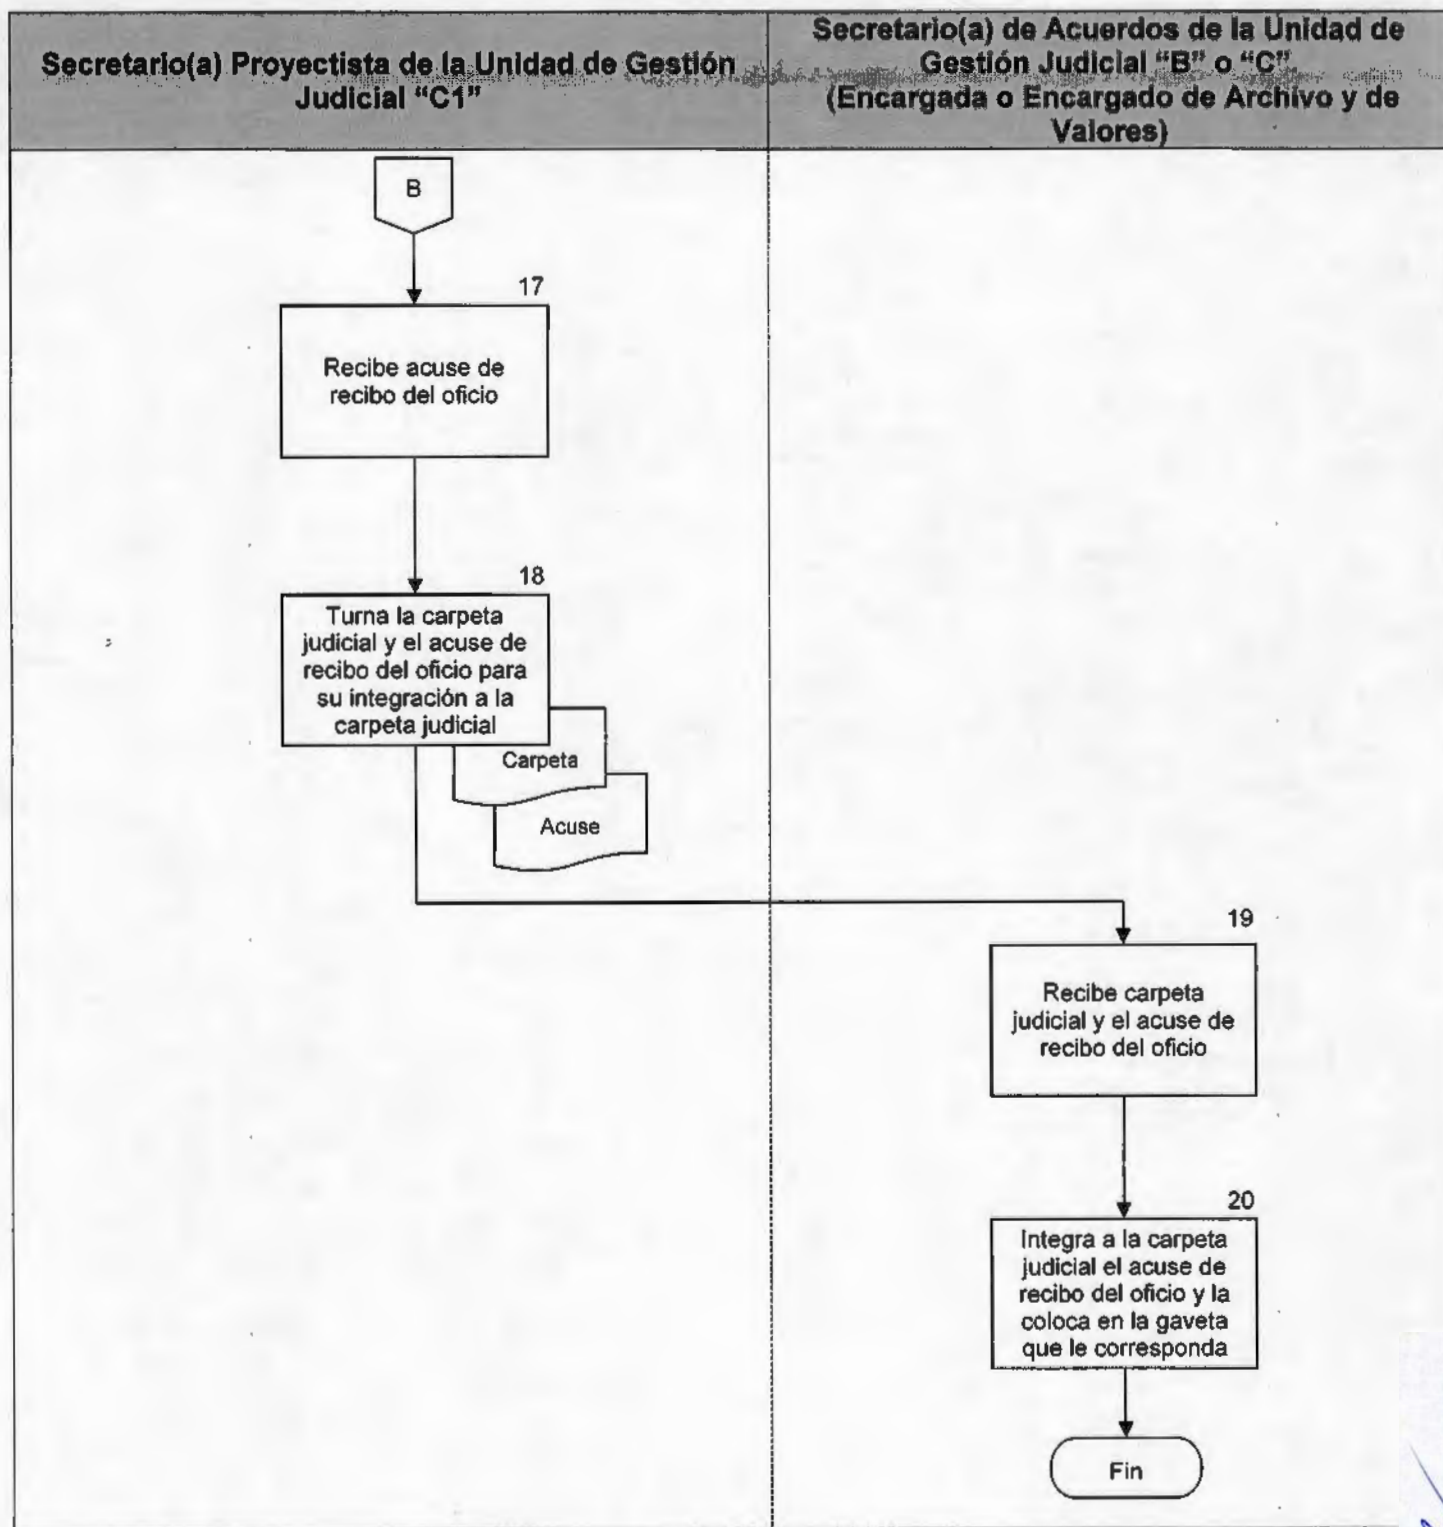 Secretario(a) Proyectista de la Unidad de Gestión
Judicial “C1”
Secretario(a) de Acuerdos de la Unidad de
Gestión Judicial “B” o “C”
(Encargada o Encargado de Archivo y de
Valores)
B
17
Recibe acuse de
recibo del oficio
18
Turna la carpeta
judicial y el acuse de
recibo del oficio para
su integración a la
carpeta judicial
Carpeta
Acuse
19
Recibe carpeta
judicial y el acuse de
recibo del oficio
20
Integra a la carpeta
judicial el acuse de
recibo del oficio y la
coloca en la gaveta
que le corresponda
Fin